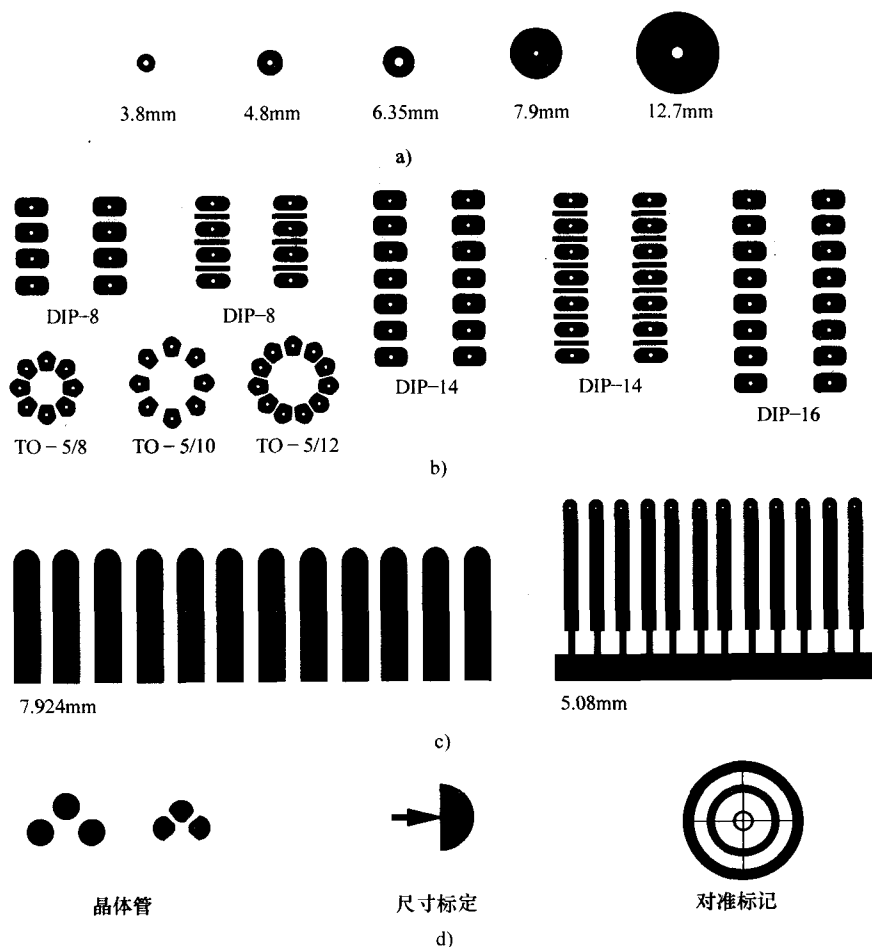 3.8mm 4.8mm 6.35mm 7.9mm 12.7mm
a)
DIP-8 DIP-8 DIP-14 DIP-14 DIP-16
TO-5/8 TO-5/10 TO-5/12
b)
7.924mm 5.08mm
c)
晶体管 尺寸标定 对准标记
d)